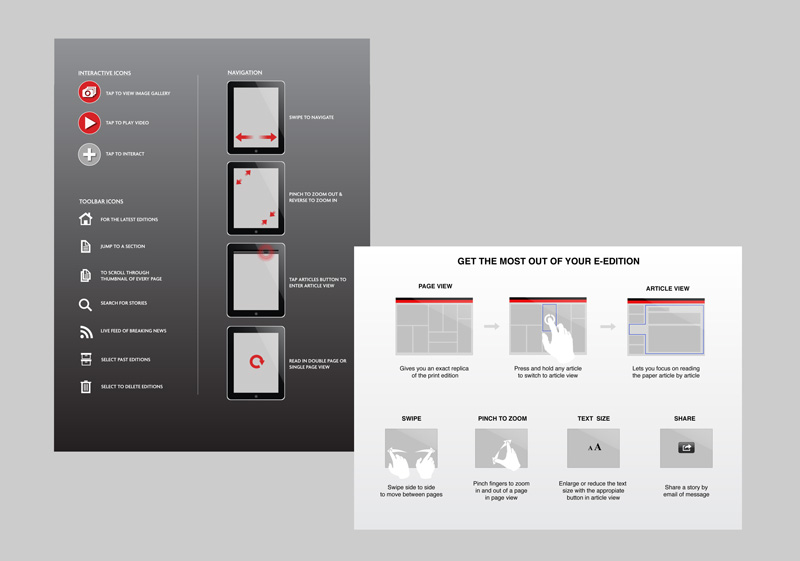 INTERACTIVE ICONS
TAP TO VIEW IMAGE GALLERY
TAP TO PLAY VIDEO
TAP TO INTERACT
TOOLBAR ICONS
FOR THE LATEST EDITIONS
JUMP TO A SECTION
TO SCROLL THROUGH
THUMBNAIL OF EVERY PAGE
SEARCH FOR STORIES
LIVE FEED OF BREAKING NEWS
SELECT PAST EDITIONS
SELECT TO DELETE EDITIONS
NAVIGATION
SWIPE TO NAVIGATE
PINCH TO ZOOM OUT &
REVERSE TO ZOOM IN
TAP ARTICLES BUTTON TO
ENTER ARTICLE VIEW
READ IN DOUBLE PAGE OR
SINGLE PAGE VIEW
GET THE MOST OUT OF YOUR E-EDITION
PAGE VIEW
ARTICLE VIEW
Gives you an exact replica
of the print edition
Press and hold any article
to switch to article view
Lets you focus on reading
the paper article by article
SWIPE
PINCH TO ZOOM
TEXT SIZE
SHARE
A A
Swipe side to side
to move between pages
Pinch fingers to zoom
in and out of a page
in page view
Enlarge or reduce the text
size with the appropiate
button in article view
Share a story by
email of message